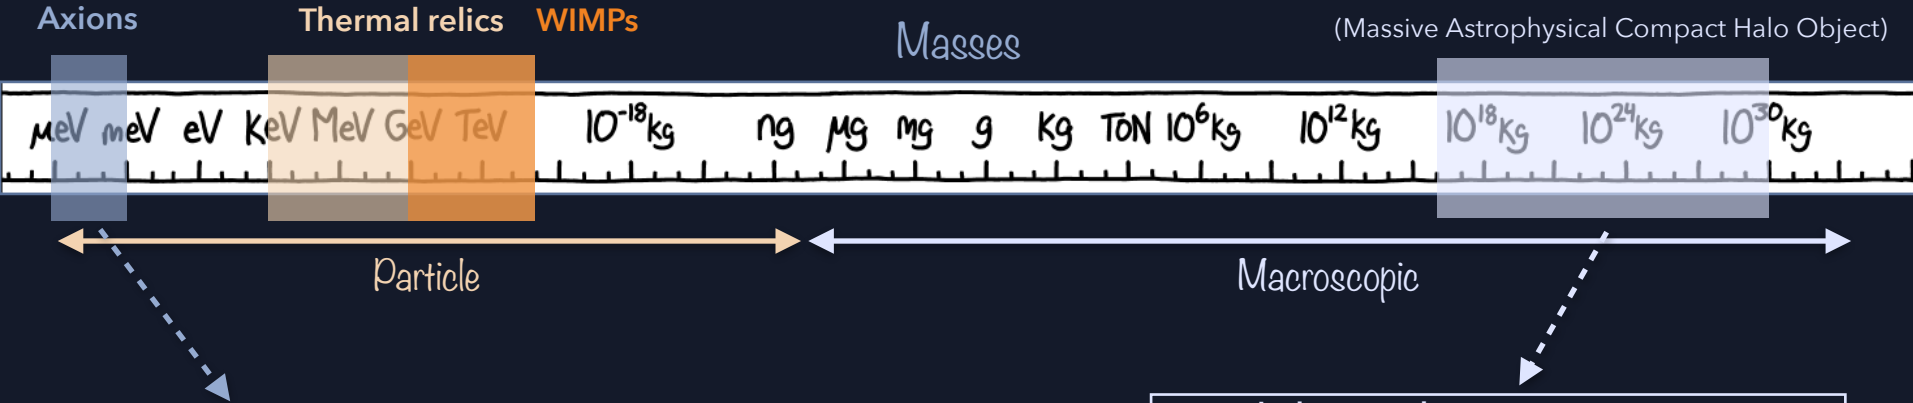 Axions Thermal relics WIMPs Masses (Massive Astrophysical Compact Halo Object)
μeV meV eV KeV MeV GeV TeV 10⁻¹⁸kg ng μg mg g Kg ToN 10⁶kg 10¹²kg 10¹⁸kg 10²⁴kg 10³⁰kg
Particle Macroscopic